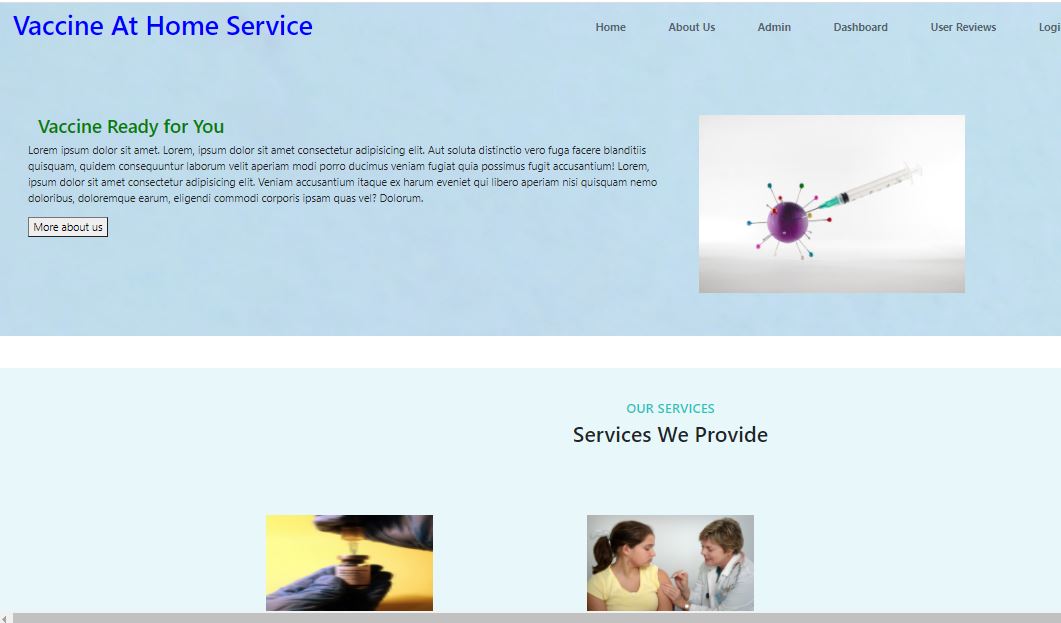 Vaccine At Home Service
Home About Us Admin Dashboard User Reviews Logi
Vaccine Ready for You
Lorem ipsum dolor sit amet. Lorem, ipsum dolor sit amet consectetur adipisicing elit. Aut soluta distinctio vero fuga facere blanditiis
quisquam, quidem consequuntur laborum velit aperiam modi porro ducimus veniam fugiat quia possimus fugit accusantium! Lorem,
ipsum dolor sit amet consectetur adipisicing elit. Veniam accusantium itaque ex harum eveniet qui libero aperiam nisi quisquam nemo
doloribus, doloremque earum, eligendi commodi corporis ipsam quas vel? Dolorum.
More about us
OUR SERVICES
Services We Provide